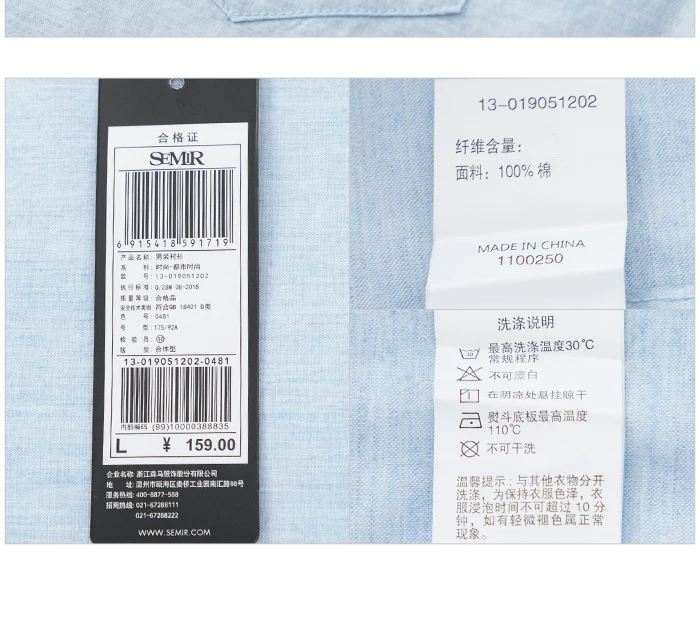 合格证
SEMIR
6 915418 591719
产品名称: 男装衬衫
系 列: 时尚-都市时尚
款 号: 13-019051202
执行标准: Q/ZSM 08-2018
质量等级: 合格品
安全技术类别: 符合GB 18401 B类
色 号: 0481
号 型: 175/92A
检 验 员: 10
版 型: 合体型
13-019051202-0481
内部编码 (99)10000388835
L ¥ 159.00
企业名称: 浙江森马服饰股份有限公司
地 址: 温州市瓯海区娄桥工业园南汇路98号
服务热线: 400-8877-588
招商热线: 021-67288111
021-67288222
WWW.SEMIR.COM
13-019051202
纤维含量:
面料: 100% 棉
MADE IN CHINA
1100250
洗涤说明
30 最高洗涤温度30℃
常规程序
不可漂白
在阴凉处悬挂晾干
熨斗底板最高温度
110℃
不可干洗
温馨提示: 与其他衣物分开
洗涤, 为保持衣服色泽, 衣
服浸泡时间不可超过 10 分
钟, 如有轻微褪色属正常
现象。